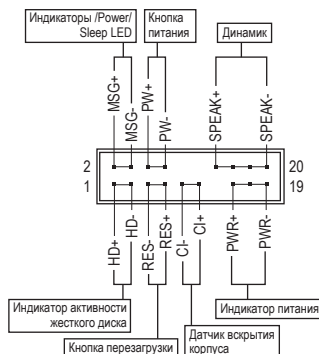 Индикаторы /Power/
Sleep LED
Кнопка
питания
Динамик
MSG+
MSG-
PW+
PW-
SPEAK+
SPEAK-
2
20
1
19
HD+
HD-
RES-
RES+
CI-
CI+
PWR+
PWR-
Индикатор активности
жесткого диска
Индикатор питания
Кнопка перезагрузки
Датчик вскрытия
корпуса